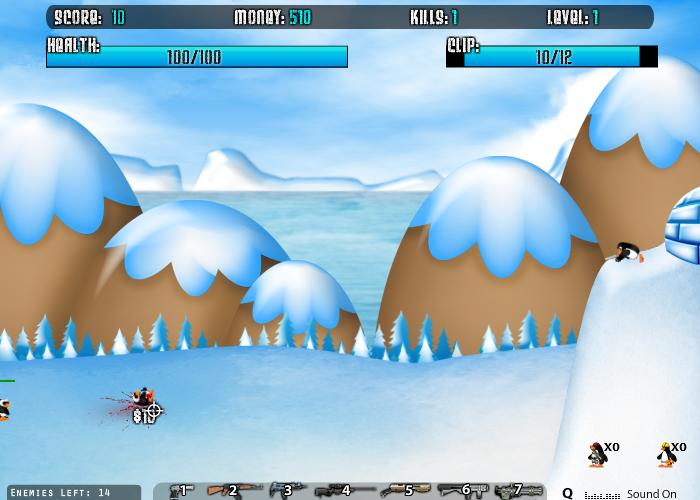 SCORE: 10 MONEY: 510 KILLS: 1 LEVEL: 1
HEALTH: 100/100 CLIP: 10/12
$10
X0 X0
ENEMIES LEFT: 14 1 2 3 4 5 6 7 Q Sound On